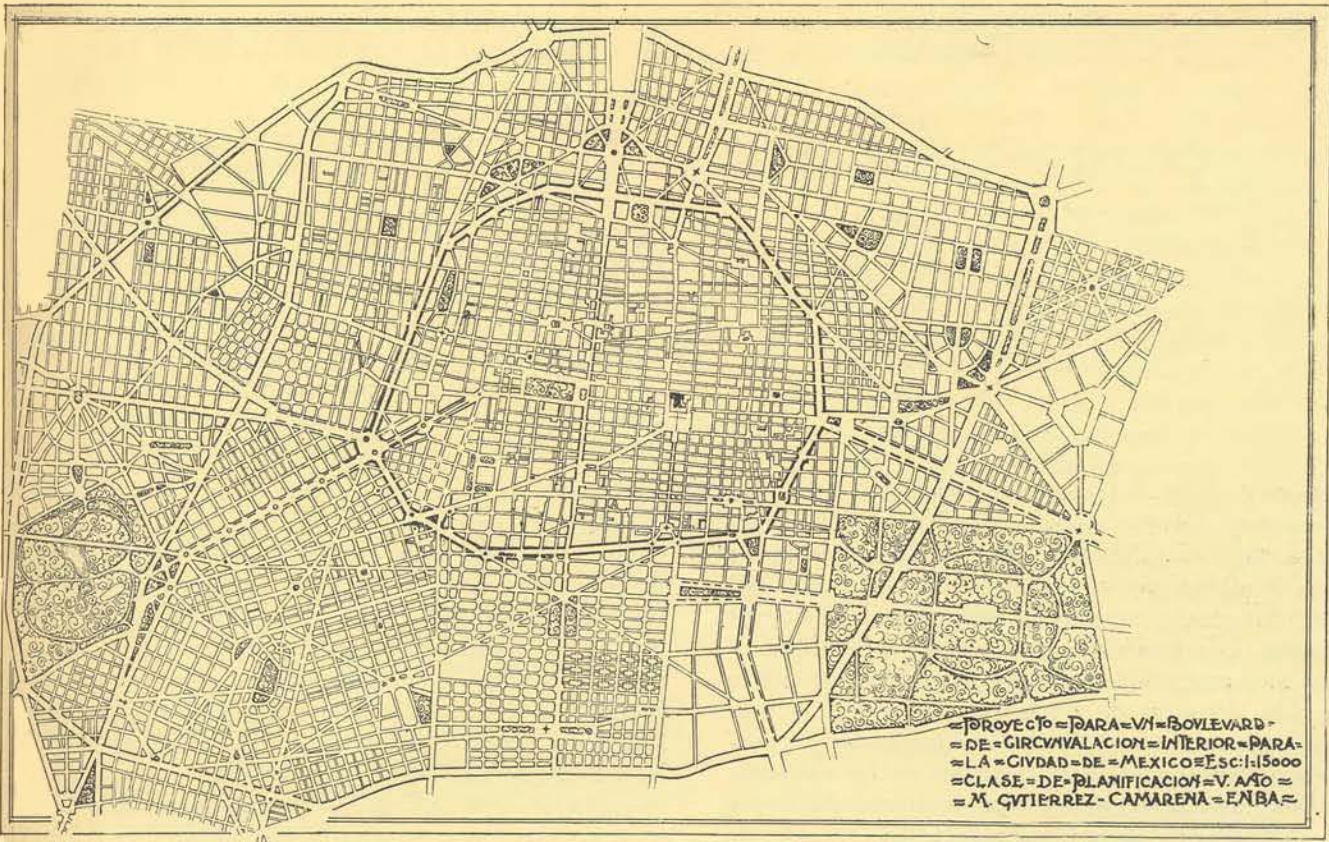 =PROYECTO=PARA=VN=BOVLEVARD=
=DE=CIRCVNVALACION=INTERIOR=PARA=
=LA=CIVDAD=DE=MEXICO=ESC:1:15000
=CLASE=DE=PLANIFICACION=V.AÑO=
=M. GVTIERREZ-CAMARENA=ENBA=